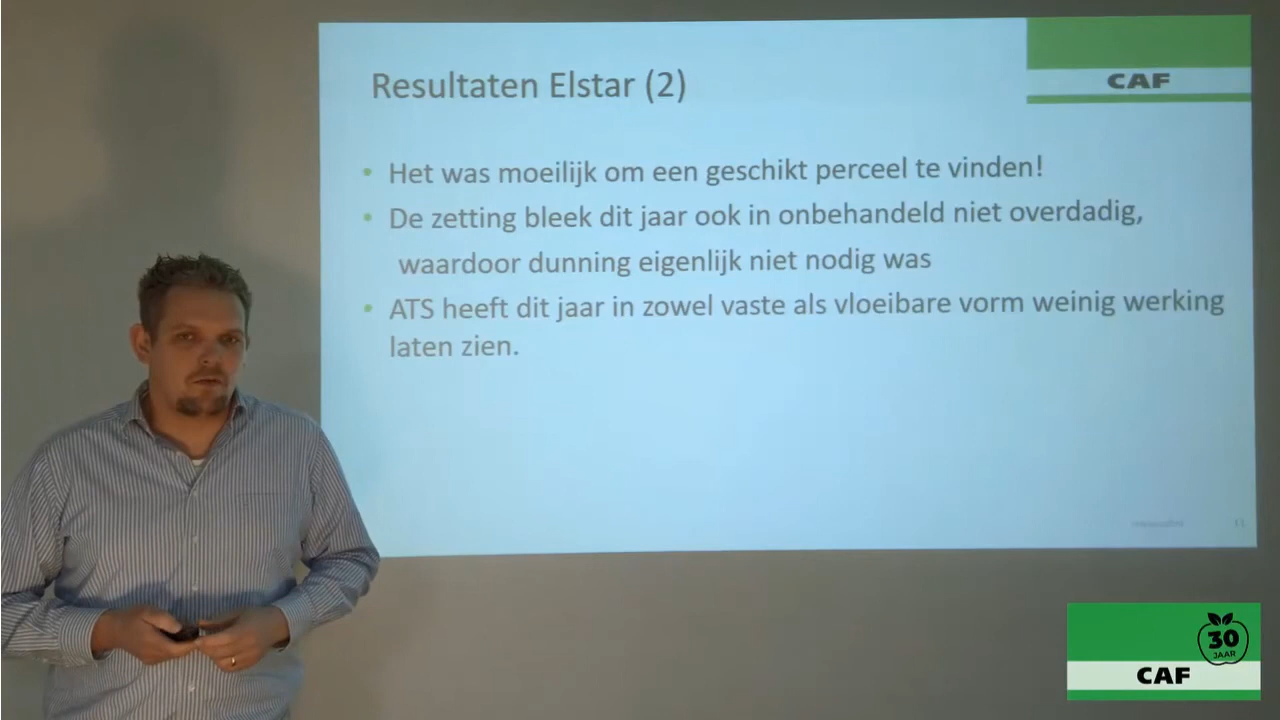 Resultaten Elstar (2)
CAF
• Het was moeilijk om een geschikt perceel te vinden!
• De zetting bleek dit jaar ook in onbehandeld niet overdadig,
waardoor dunning eigenlijk niet nodig was
• ATS heeft dit jaar in zowel vaste als vloeibare vorm weinig werking
laten zien.
30
JAAR
CAF